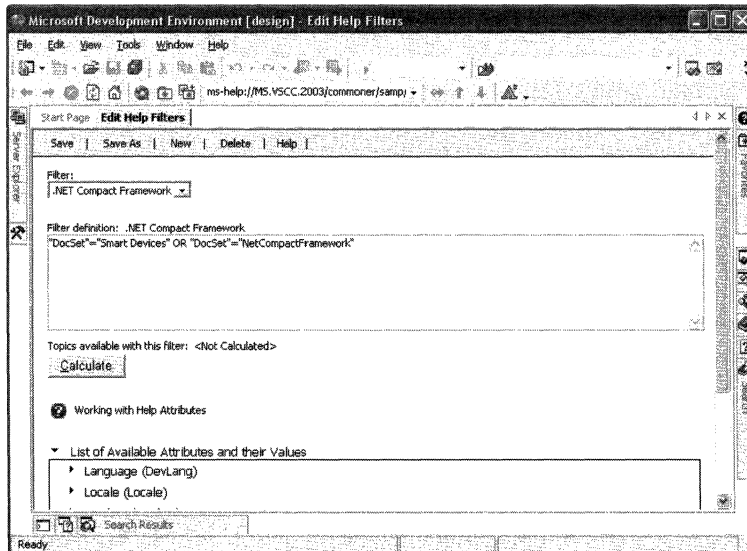 Microsoft Development Environment [design] - Edit Help Filters
File Edit View Tools Window Help
ms-help://MS.VSCC.2003/commoner/samp/
Start Page Edit Help Filters
Server Explorer
Favorites
Save | Save As | New | Delete | Help |
Filter:
.NET Compact Framework
Filter definition: .NET Compact Framework
"DocSet"="Smart Devices" OR "DocSet"="NetCompactFramework"
Topics available with this filter: <Not Calculated>
Calculate
Working with Help Attributes
List of Available Attributes and their Values
Language (DevLang)
Locale (Locale)
Search Results
Ready